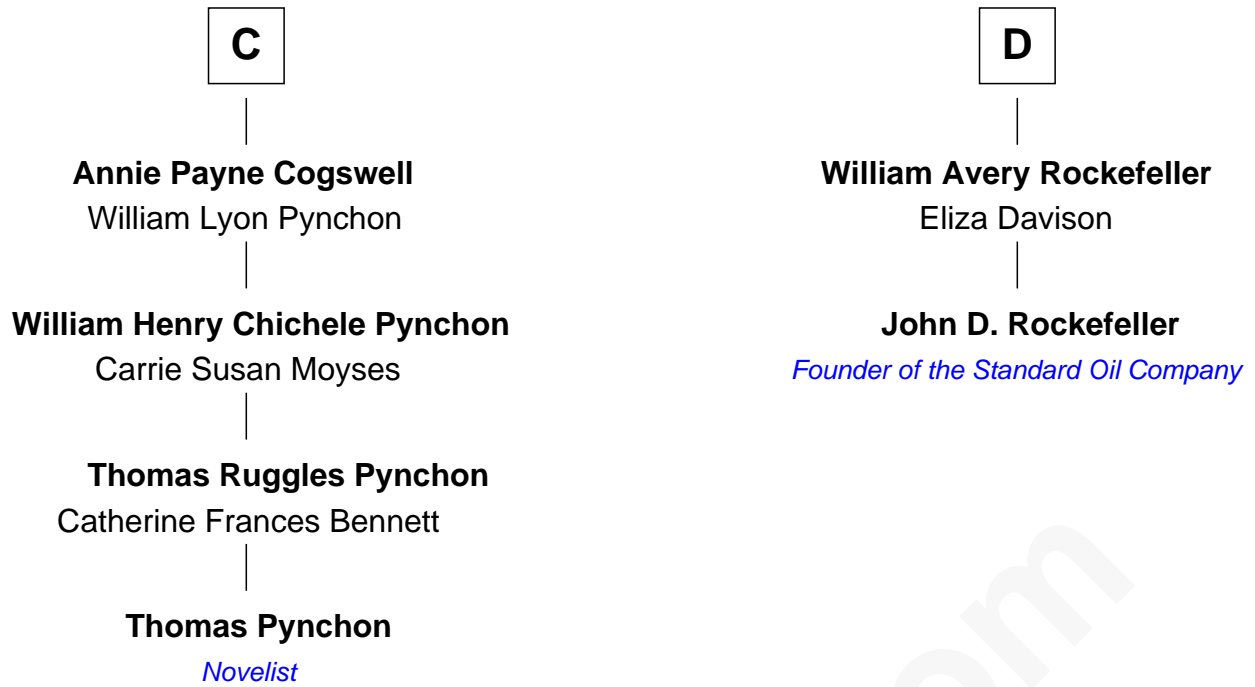 C
Annie Payne Cogswell
William Lyon Pynchon
William Henry Chichele Pynchon
Carrie Susan Moyses
Thomas Ruggles Pynchon
Catherine Frances Bennett
Thomas Pynchon
Novelist
D
William Avery Rockefeller
Eliza Davison
John D. Rockefeller
Founder of the Standard Oil Company